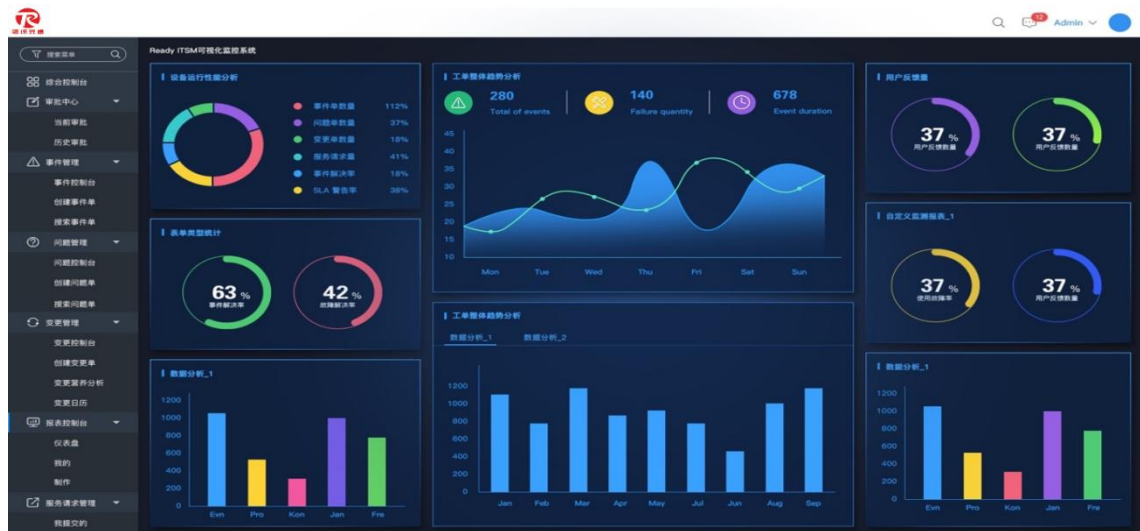 Admin
12
搜索菜单
综合控制台
审批中心
当前审批
历史审批
事件管理
事件控制台
创建事件单
搜索事件单
问题管理
问题控制台
创建问题单
搜索问题单
变更管理
变更控制台
创建变更单
变更日历
报表控制台
仪表盘
我的
制作
服务请求管理
我提交的
Ready ITSM可视化监控系统
设备运行性能分析
事件单数量 112%
问题单数量 37%
变更单数量 18%
服务请求量 41%
事件解决率 18%
SLA 警告率 38%
表单类型统计
63 %
事件解决率
42 %
故障解决率
数据分析_1
1200
1000
800
600
400
200
0
Evn Pro Kon Jan Fre
工单整体趋势分析
280
Total of events
140
Failure quantity
678
Event duration
45
40
35
30
25
20
15
10
Mon Tue Wed Thu Fri Sat Sun
工单整体趋势分析
数据分析_1 数据分析_2
1200
1000
800
600
400
200
0
Jan Feb Mar Apr May Jul Jun Aug Sep
用户反馈量
37 %
用户反馈数量
37 %
用户反馈数量
自定义监测报表_1
37 %
使用故障率
37 %
用户反馈数量
数据分析_1
1200
1000
800
600
400
200
0
Evn Pro Kon Jan Fre